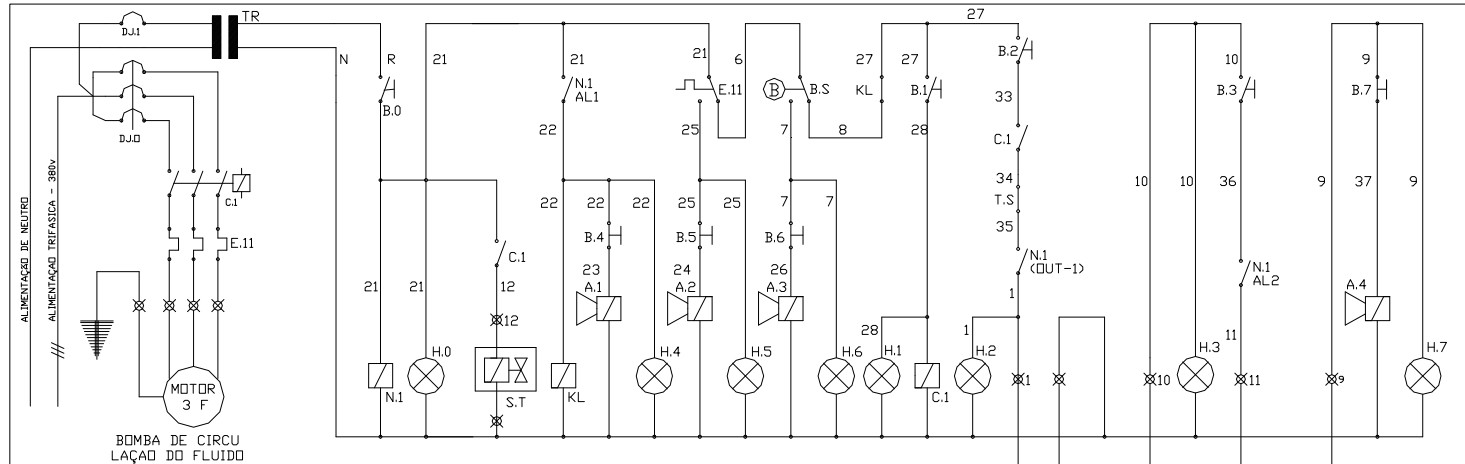 27
TR
DJ.1
N
R
21
21
21
6
27
27
B.2
10
9
B.0
N.1
AL1
E.11
B
B.S
KL
B.1
B.3
B.7
33
DJ.0
22
25
7
8
28
C.1
ALIMENTAÇAO DE NEUTRO
ALIMENTAÇAO TRIFASICA - 380v
C.1
34
10
10
36
9
37
9
T.S
22
22
22
25
25
7
7
35
E.11
B.4
B.5
B.6
C.1
N.1
(OUT-1)
N.1
AL2
21
21
12
23
24
26
1
A.1
A.2
A.3
A.4
12
28
1
11
H.0
H.4
H.5
H.6
H.1
H.2
H.3
H.7
MOTOR
3 F
N.1
S.T
KL
C.1
1
10
11
9
BOMBA DE CIRCU
LAÇAO DO FLUIDO